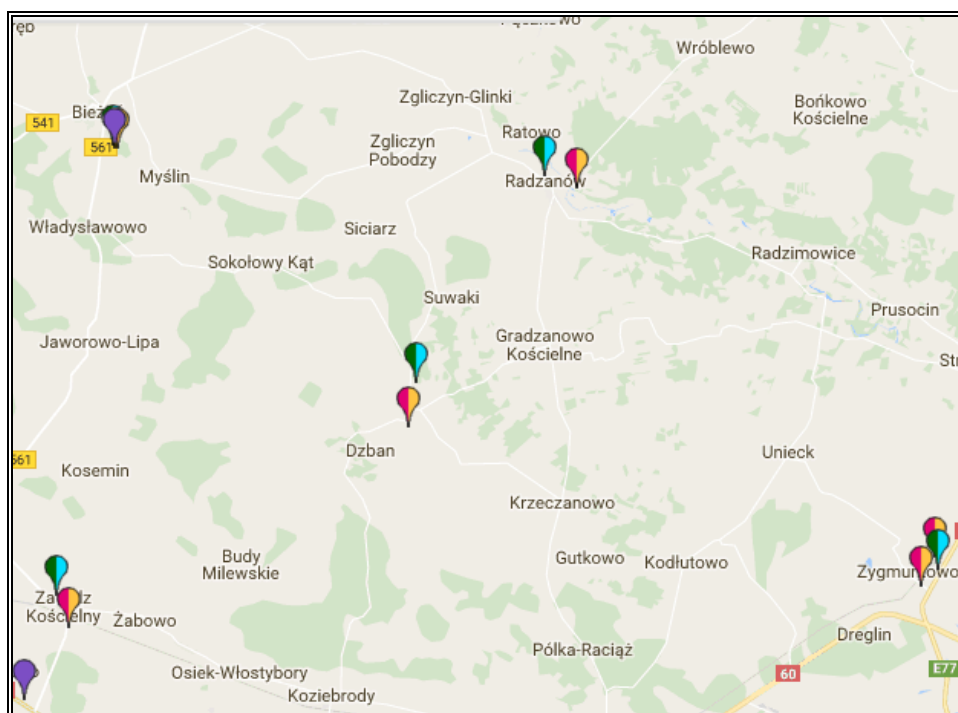 Wróblewo
Zgliczyn-Glinki
Bońkowo
Kościelne
541
Ratowo
561
Zgliczyn
Pobodzy
Myślin
Radzanów
Władysławowo
Siciarz
Radzimowice
Sokołowy Kąt
Suwaki
Prusocin
Jaworowo-Lipa
Gradzanowo
Kościelne
Dzban
Unieck
Kosemin
Krzeczanowo
Budy
Milewskie
Gutkowo
Kodłutowo
Kościelny
Żabowo
Dreglin
Pólka-Raciąż
Osiek-Włostybory
60
E77
Koziebrody